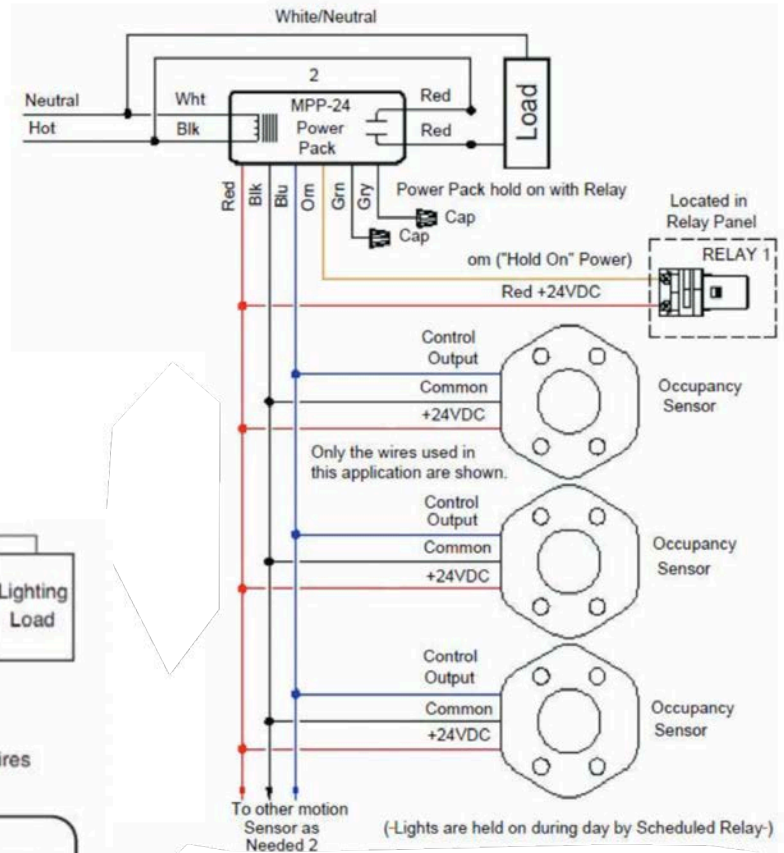 White/Neutral
2
Neutral
Wht
MPP-24
Power
Pack
Red
Hot
Blk
Red
Load
Red
Blk
Blu
Orn
Grn
Gry
Power Pack hold on with Relay
Cap
Cap
Located in
Relay Panel
RELAY 1
om ("Hold On" Power)
Red +24VDC
Control
Output
Common
+24VDC
Occupancy
Sensor
Only the wires used in
this application are shown.
Control
Output
Common
+24VDC
Occupancy
Sensor
Lighting
Load
Control
Output
Common
+24VDC
Occupancy
Sensor
ires
To other motion
Sensor as
Needed 2
(-Lights are held on during day by Scheduled Relay-)